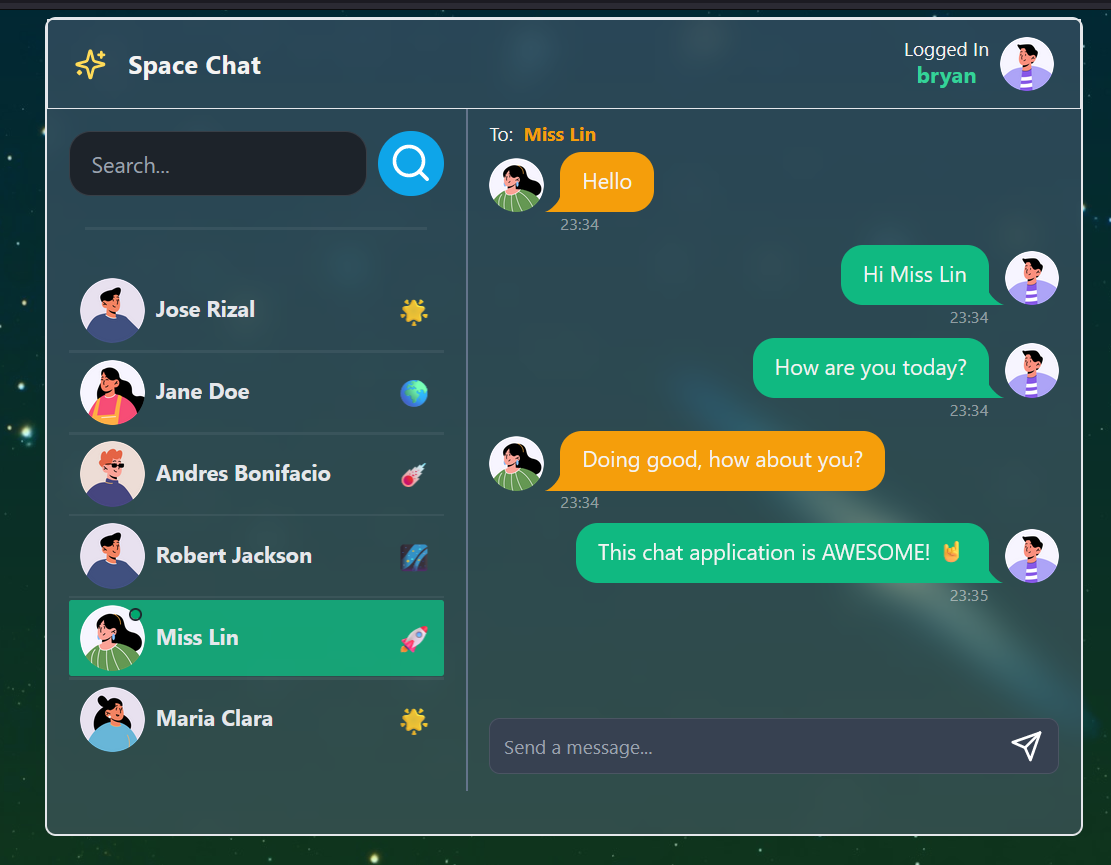 Space Chat
Logged In
bryan
Search...
Jose Rizal
Jane Doe
Andres Bonifacio
Robert Jackson
Miss Lin
Maria Clara
To: Miss Lin
Hello
23:34
Hi Miss Lin
23:34
How are you today?
23:34
Doing good, how about you?
23:34
This chat application is AWESOME! 🤘
23:35
Send a message...